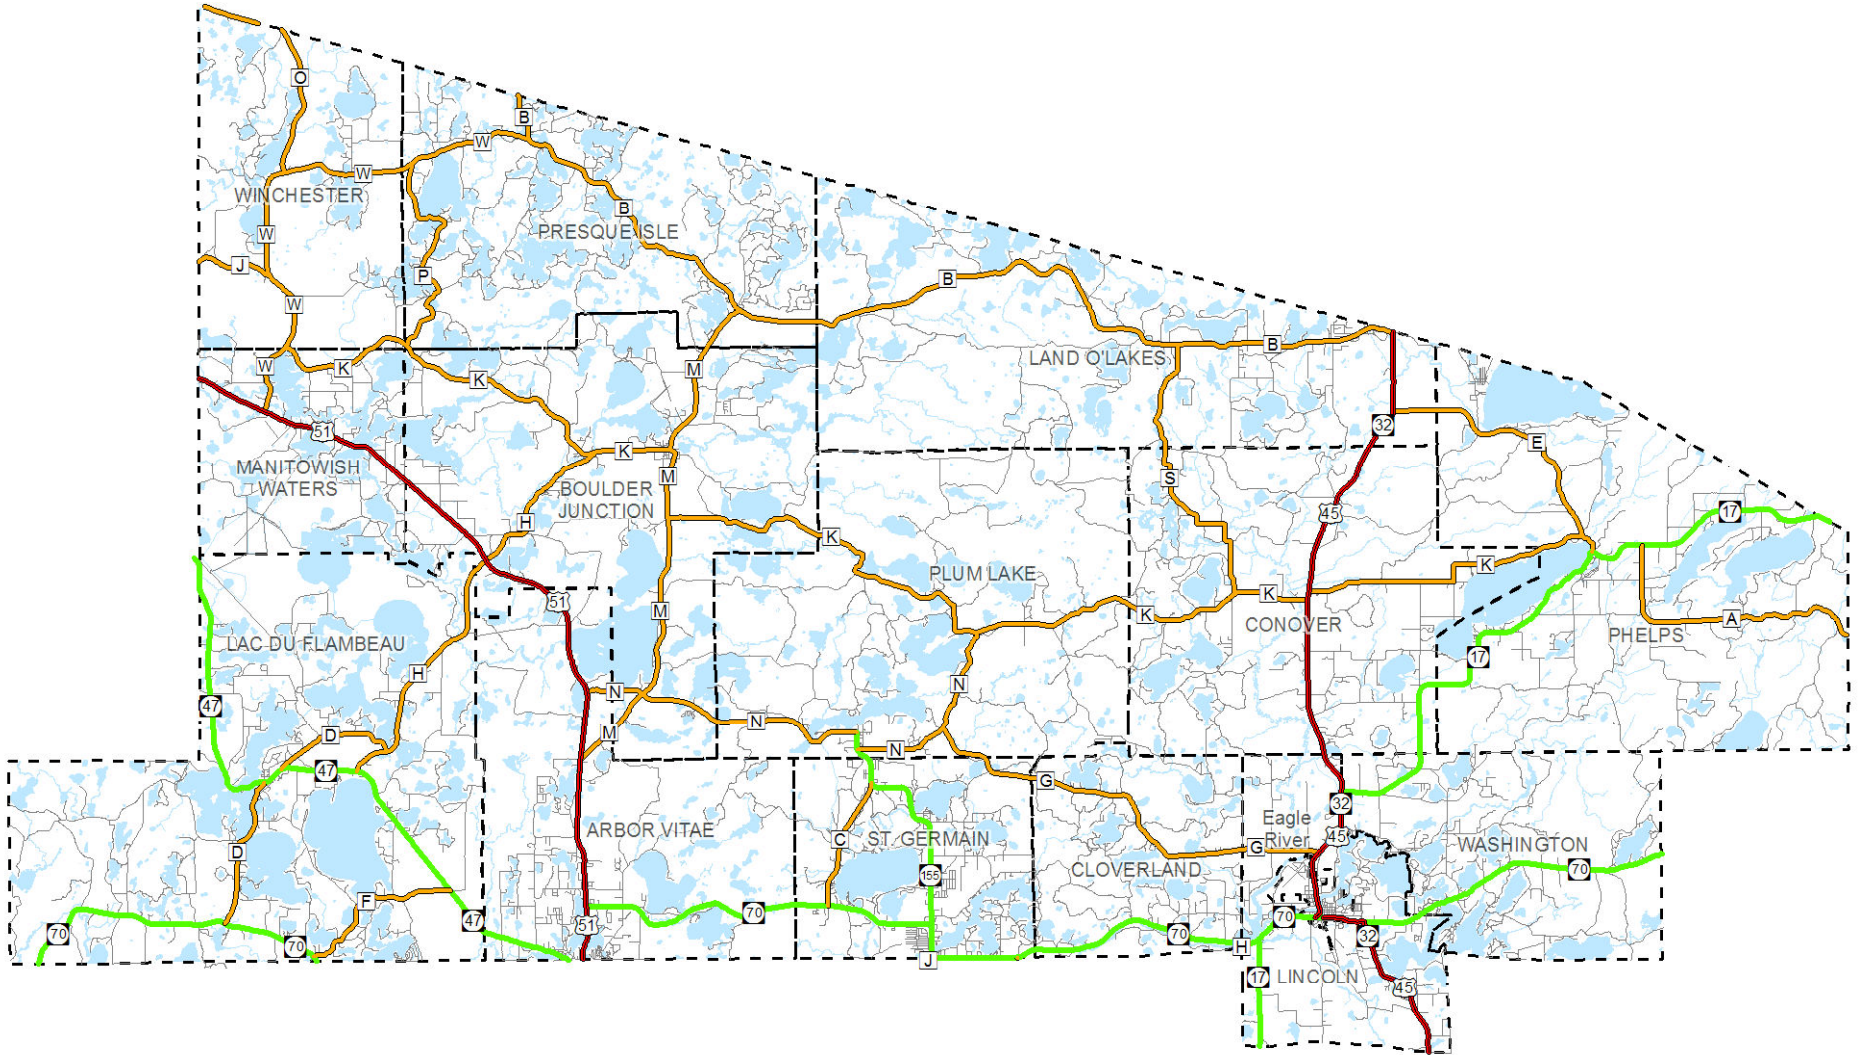 O
B
W
W
WINCHESTER
B
W
PRESQUE ISLE
J
P
B
W
B
LAND O'LAKES
W
K
K
M
32
E
51
K
MANITOWISH
WATERS
M
S
BOULDER
JUNCTION
H
45
17
K
K
PLUM LAKE
51
M
K
K
CONOVER
A
PHELPS
LAC DU FLAMBEAU
H
17
N
N
47
N
M
D
N
47
G
32
Eagle
River
45
ARBOR VITAE
C
ST. GERMAIN
WASHINGTON
D
G
CLOVERLAND
70
155
F
70
70
47
51
70
70
32
70
H
J
17
LINCOLN
45